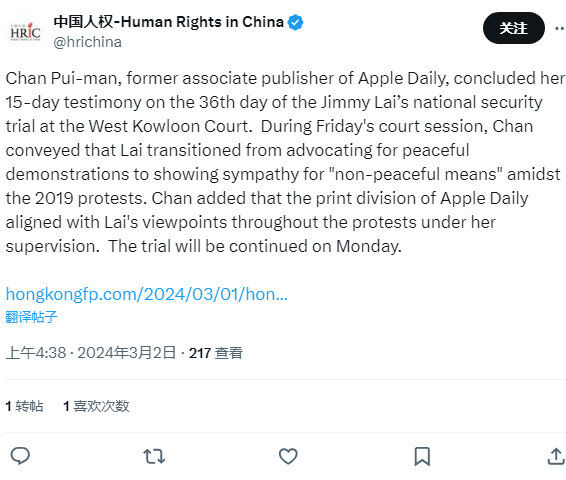 中国人权-Human Rights in China
关注
HRIC
@hrichina
Chan Pui-man, former associate publisher of Apple Daily, concluded her
15-day testimony on the 36th day of the Jimmy Lai’s national security
trial at the West Kowloon Court.  During Friday's court session, Chan
conveyed that Lai transitioned from advocating for peaceful
demonstrations to showing sympathy for "non-peaceful means" amidst
the 2019 protests. Chan added that the print division of Apple Daily
aligned with Lai's viewpoints throughout the protests under her
supervision.  The trial will be continued on Monday.
hongkongfp.com/2024/03/01/hon...
翻译帖子
上午4:38 · 2024年3月2日 · 217 查看
1 转帖 1 喜欢次数